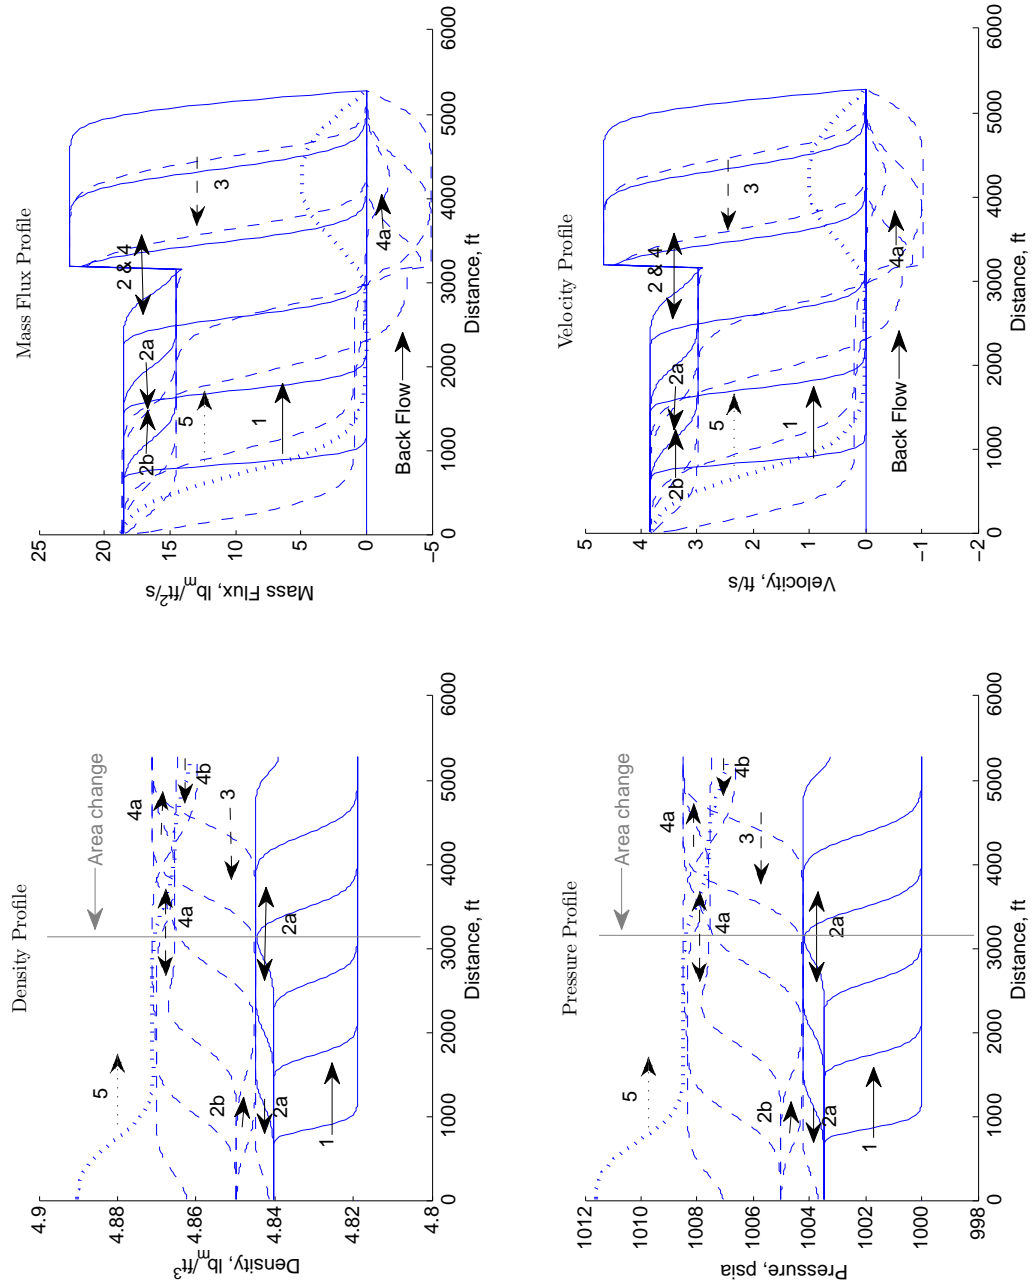 Density Profile
Area change
5
4a
4a
4b
3
2b
2a
2a
1
4.9
4.88
4.86
4.84
4.82
4.8
Density, lbm/ft3
0
1000
2000
3000
4000
5000
6000
Distance, ft
Mass Flux Profile
2 & 4
2a
2b
3
5
1
4a
Back Flow
25
20
15
10
5
0
-5
Mass Flux, lbm/ft2/s
0
1000
2000
3000
4000
5000
6000
Distance, ft
Pressure Profile
Area change
5
4a
4a
4b
3
2b
2a
2a
1
1012
1010
1008
1006
1004
1002
1000
998
Pressure, psia
0
1000
2000
3000
4000
5000
6000
Distance, ft
Velocity Profile
2 & 4
2a
2b
3
5
1
4a
Back Flow
5
4
3
2
1
0
−1
−2
Velocity, ft/s
0
1000
2000
3000
4000
5000
6000
Distance, ft